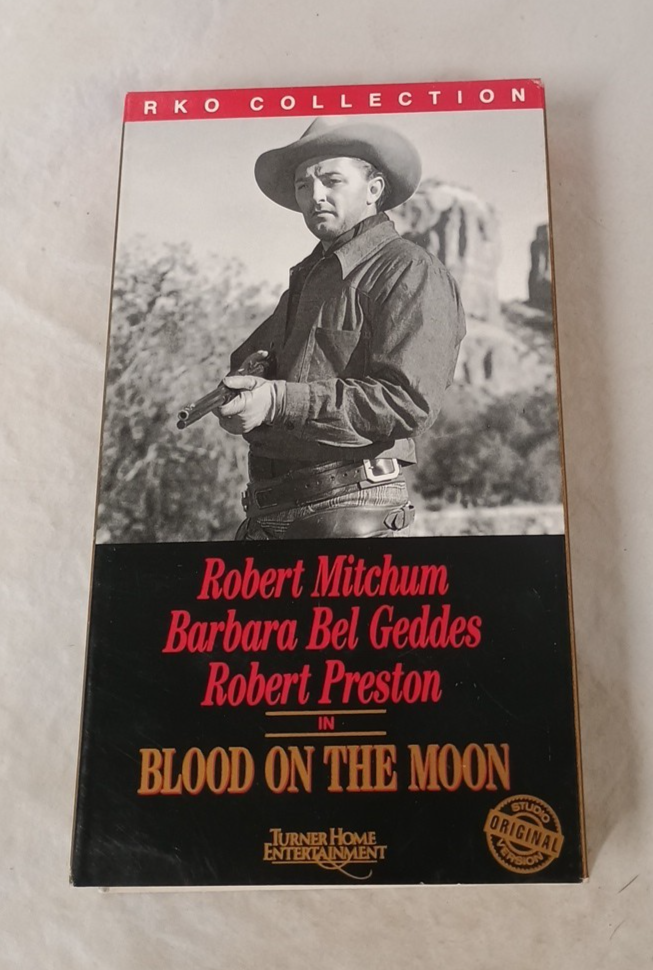 RKO COLLECTION
Robert Mitchum
Barbara Bel Geddes
Robert Preston
IN
BLOOD ON THE MOON
TURNER HOME
ENTERTAINMENT
STUDIO
ORIGINAL
VERSION